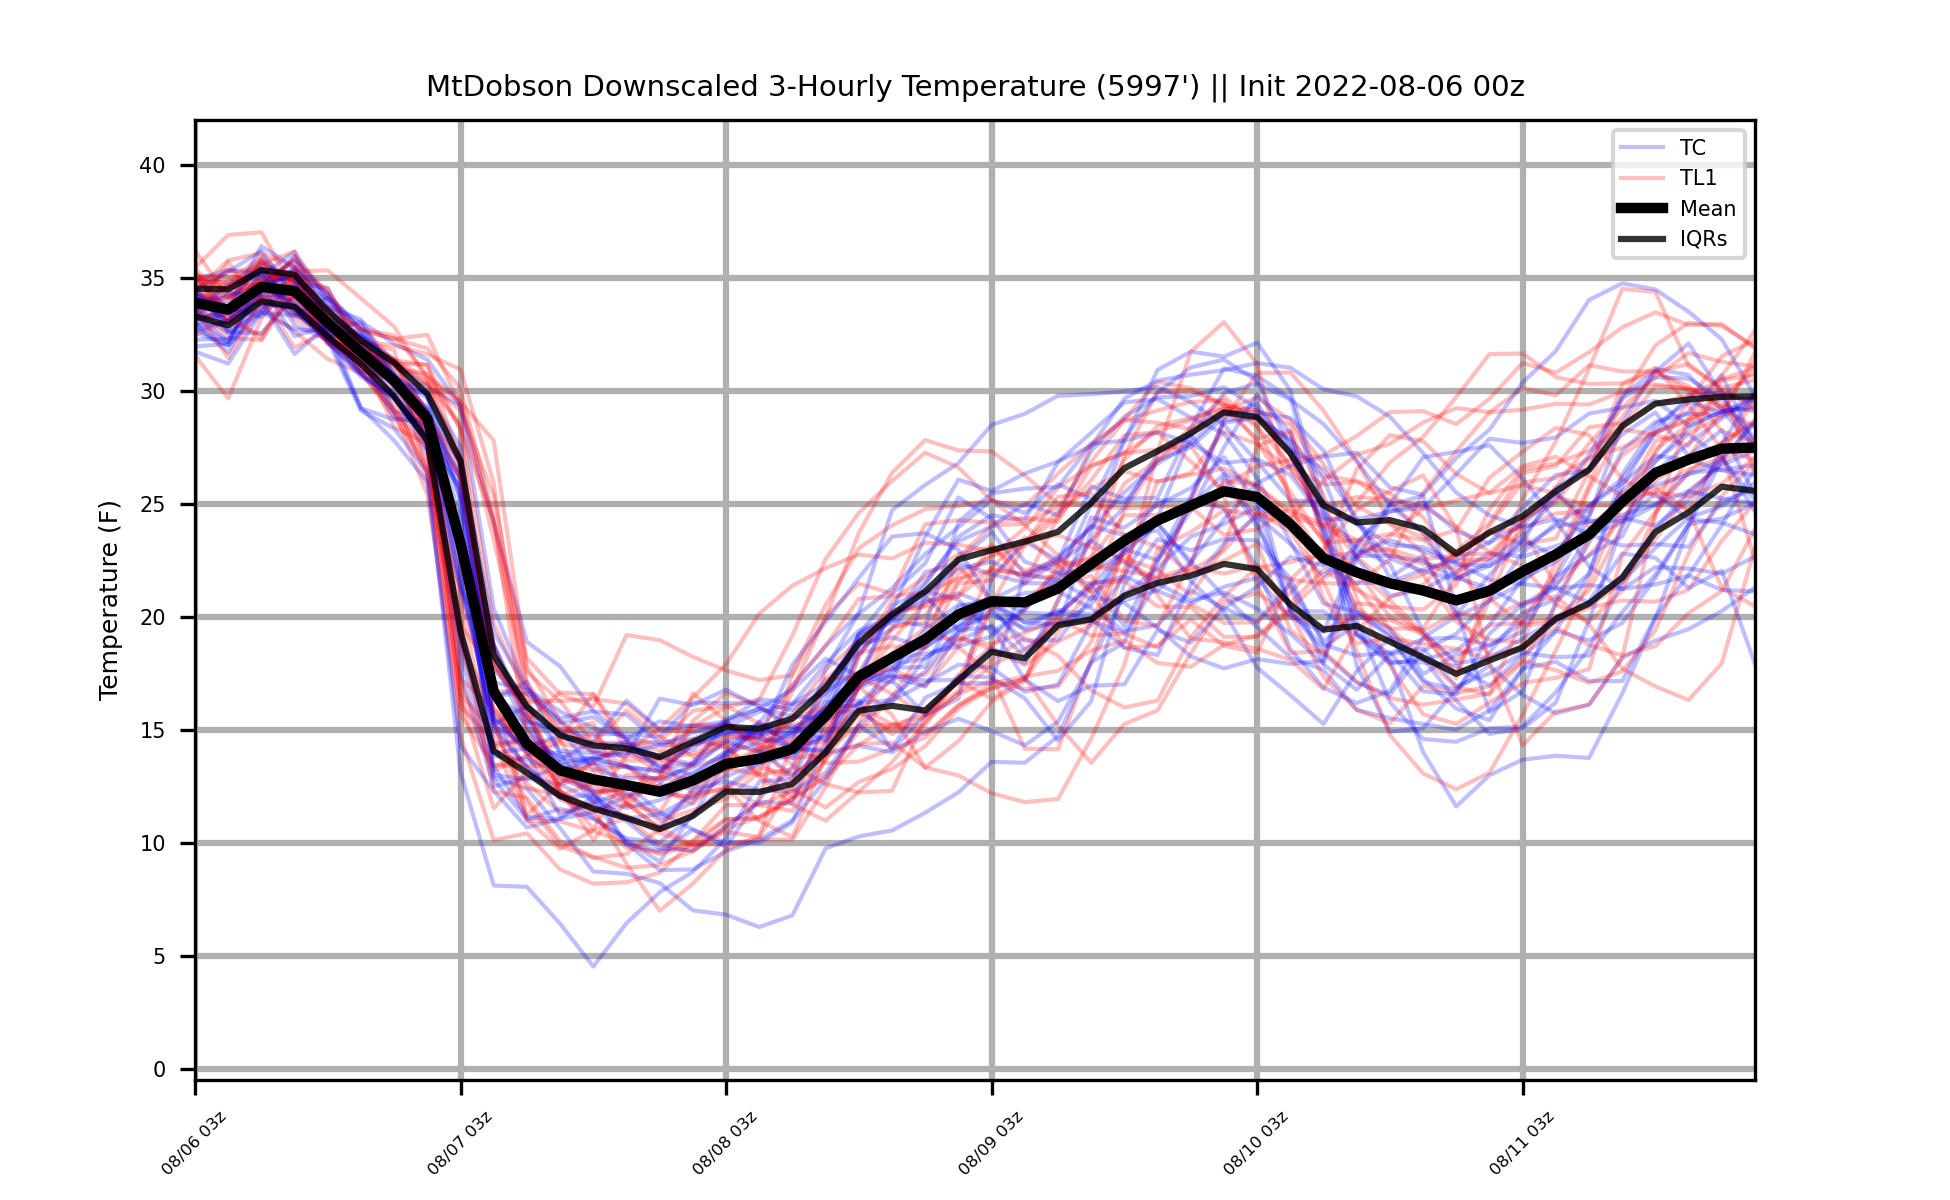 MtDobson Downscaled 3-Hourly Temperature (5997') || Init 2022-08-06 00z
TC
TL1
Mean
IQRs
Temperature (F)
40
35
30
25
20
15
10
5
0
08/06 03z
08/07 03z
08/08 03z
08/09 03z
08/10 03z
08/11 03z